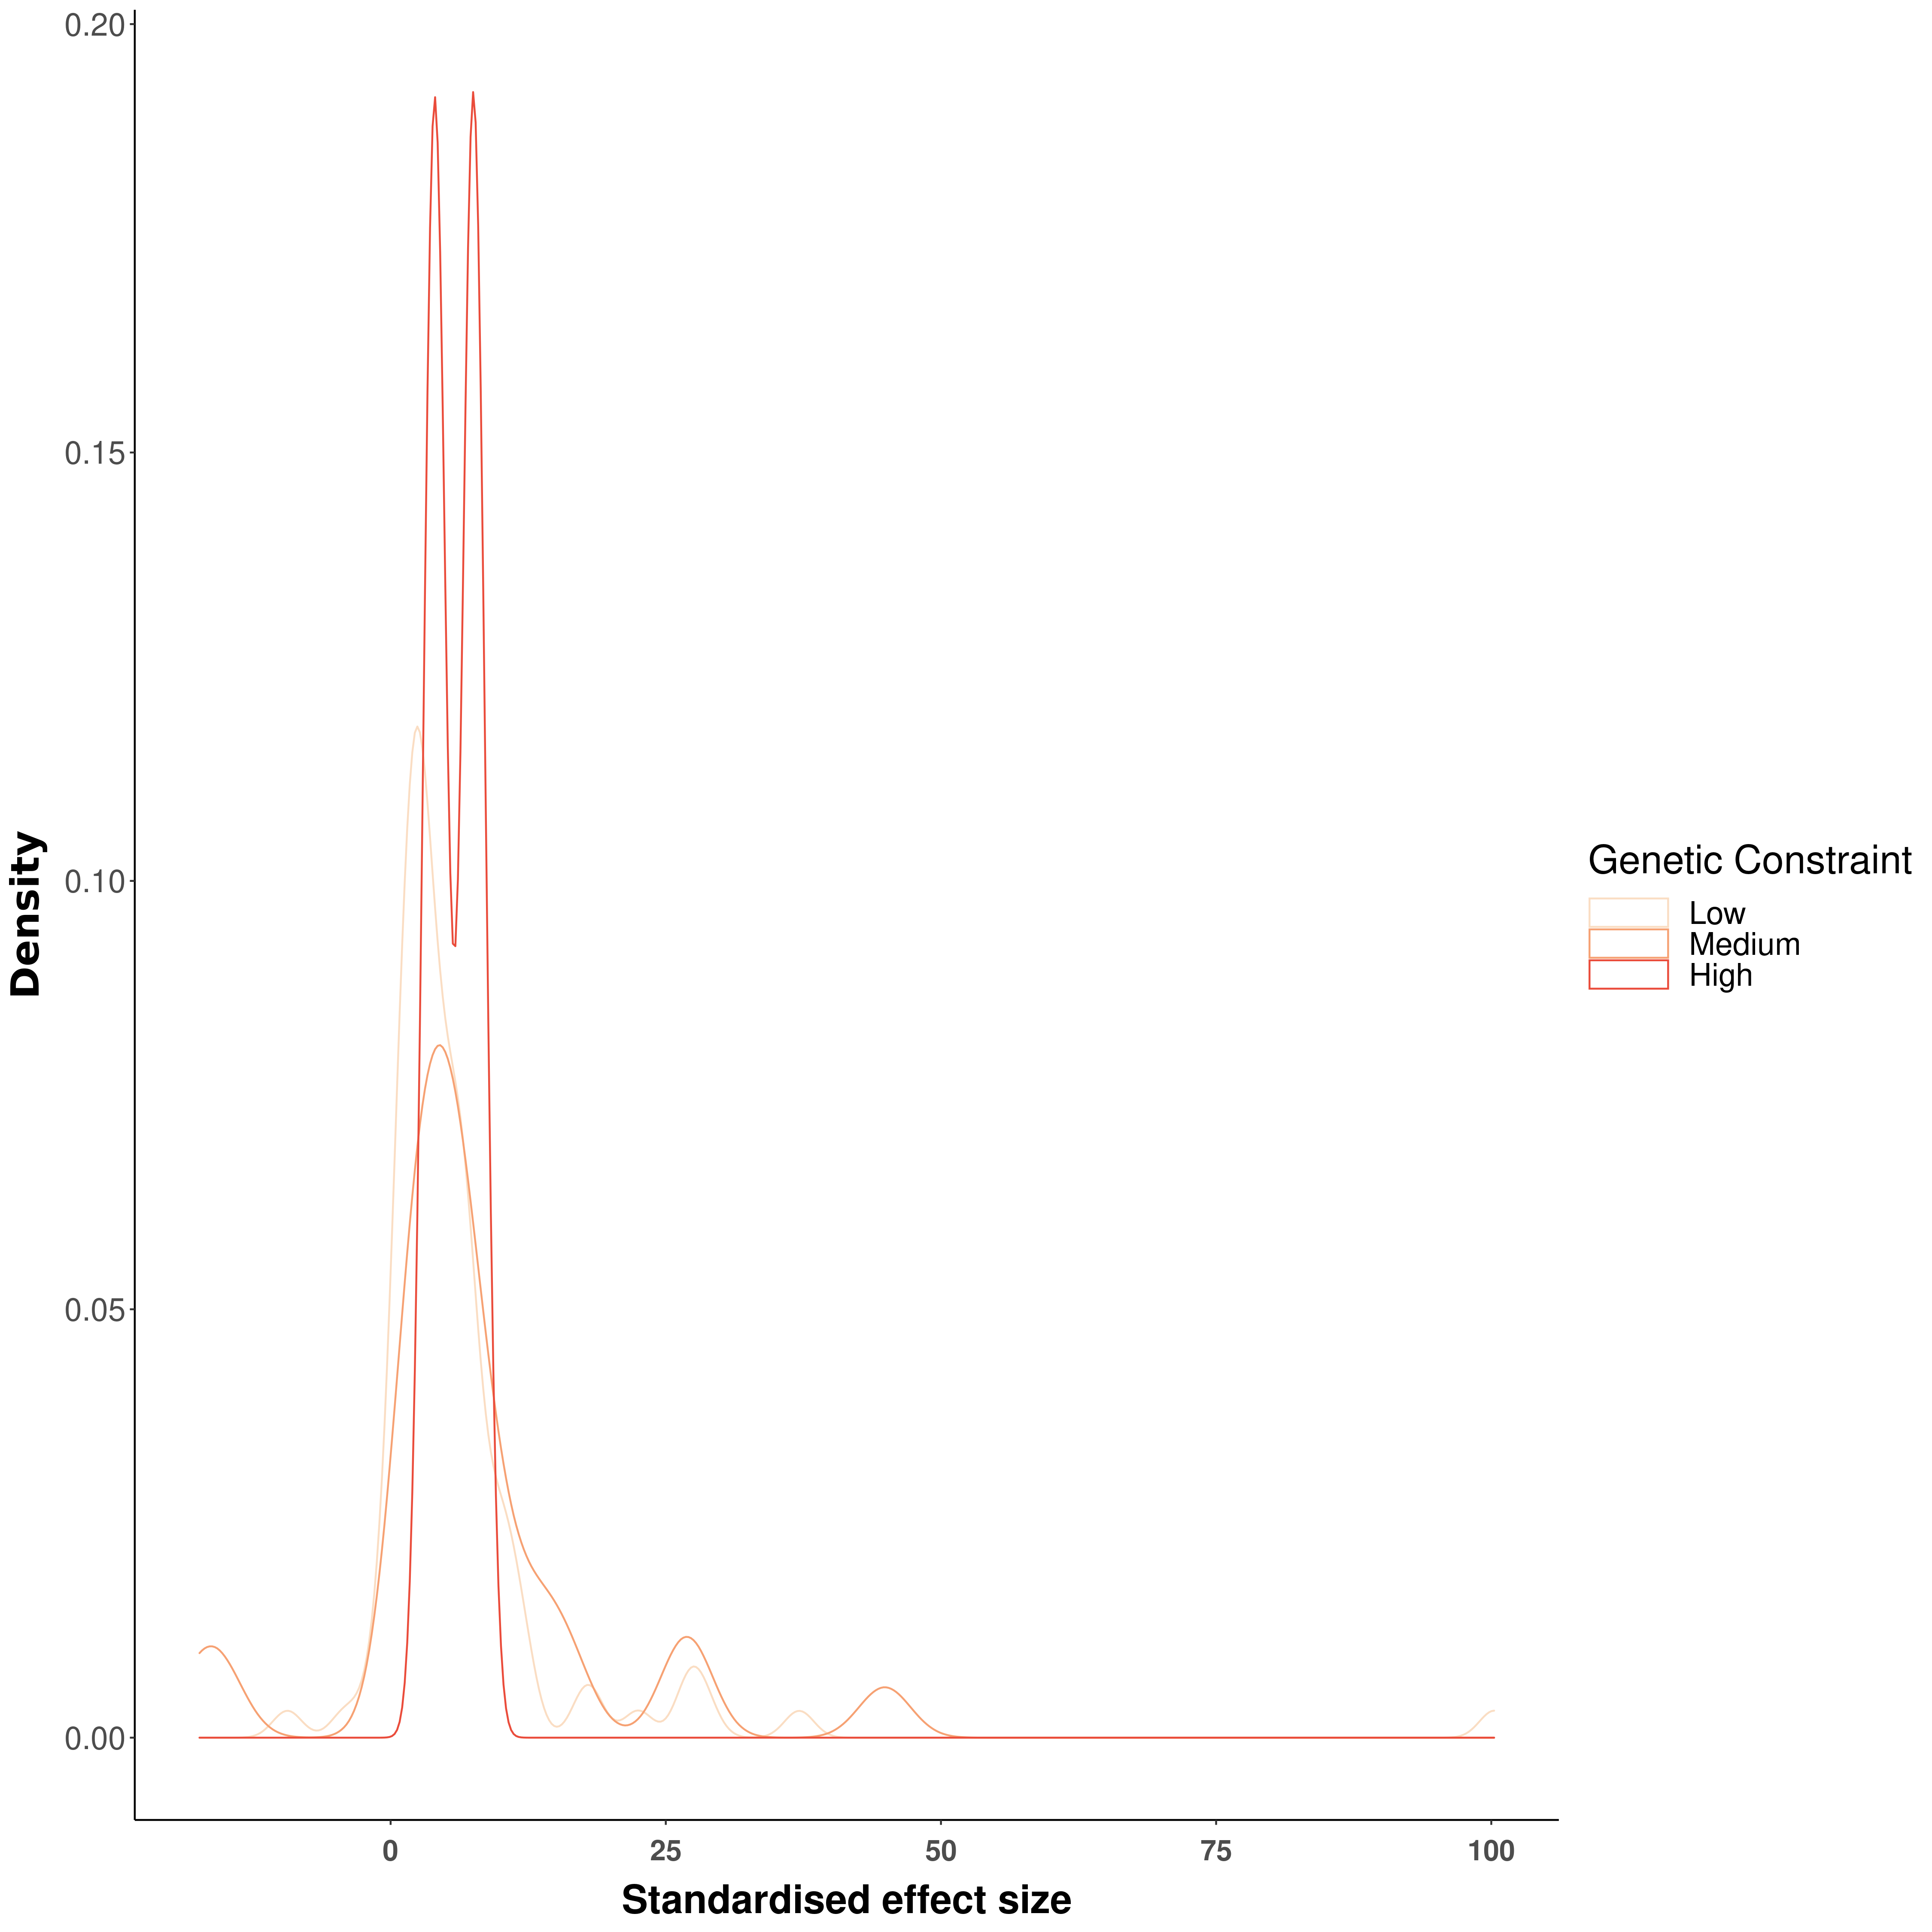 0.20
0.15
0.10
0.05
0.00
Density
0 25 50 75 100
Standardised effect size
Genetic Constraint
Low
Medium
High